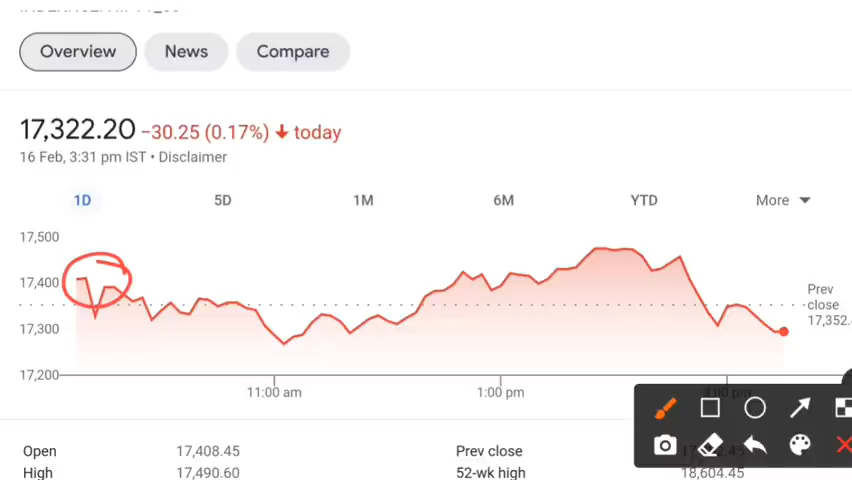 Overview News Compare
17,322.20 −30.25 (0.17%) today
16 Feb, 3:31 pm IST • Disclaimer
1D 5D 1M 6M YTD More
17,500
17,400
17,300
17,200
Prev
close
11:00 am 1:00 pm
Open 17,408.45 Prev close
High 17,490.60 52-wk high 18,604.45